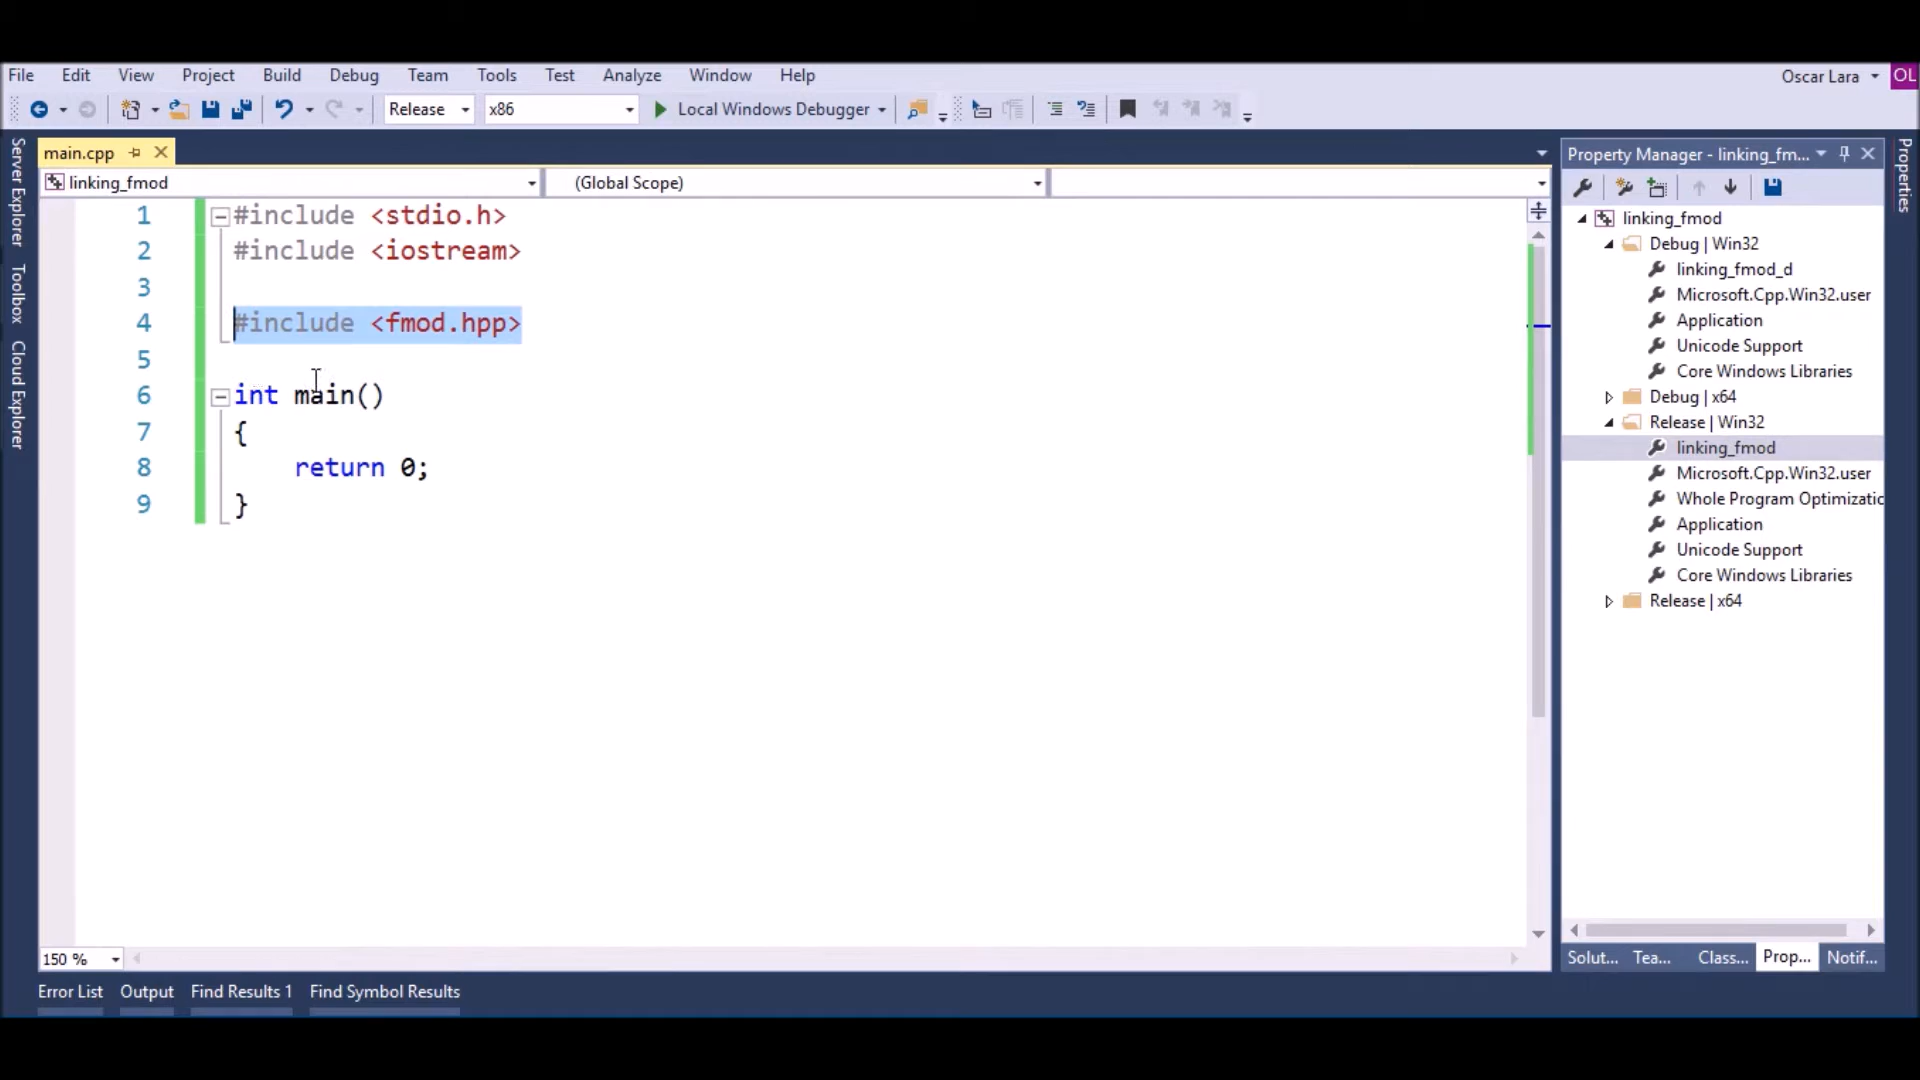 File Edit View Project Build Debug Team Tools Test Analyze Window Help Oscar Lara OL
Release x86 Local Windows Debugger
Server Explorer
Toolbox
Cloud Explorer
main.cpp
linking_fmod (Global Scope)
1 #include <stdio.h>
2 #include <iostream>
3
4 #include <fmod.hpp>
5
6 int main()
7 {
8 return 0;
9 }
150 %
Property Manager - linking_fm...
linking_fmod
Debug | Win32
linking_fmod_d
Microsoft.Cpp.Win32.user
Application
Unicode Support
Core Windows Libraries
Debug | x64
Release | Win32
linking_fmod
Microsoft.Cpp.Win32.user
Whole Program Optimizatic
Application
Unicode Support
Core Windows Libraries
Release | x64
Solut... Tea... Class... Prop... Notif...
Properties
Error List Output Find Results 1 Find Symbol Results